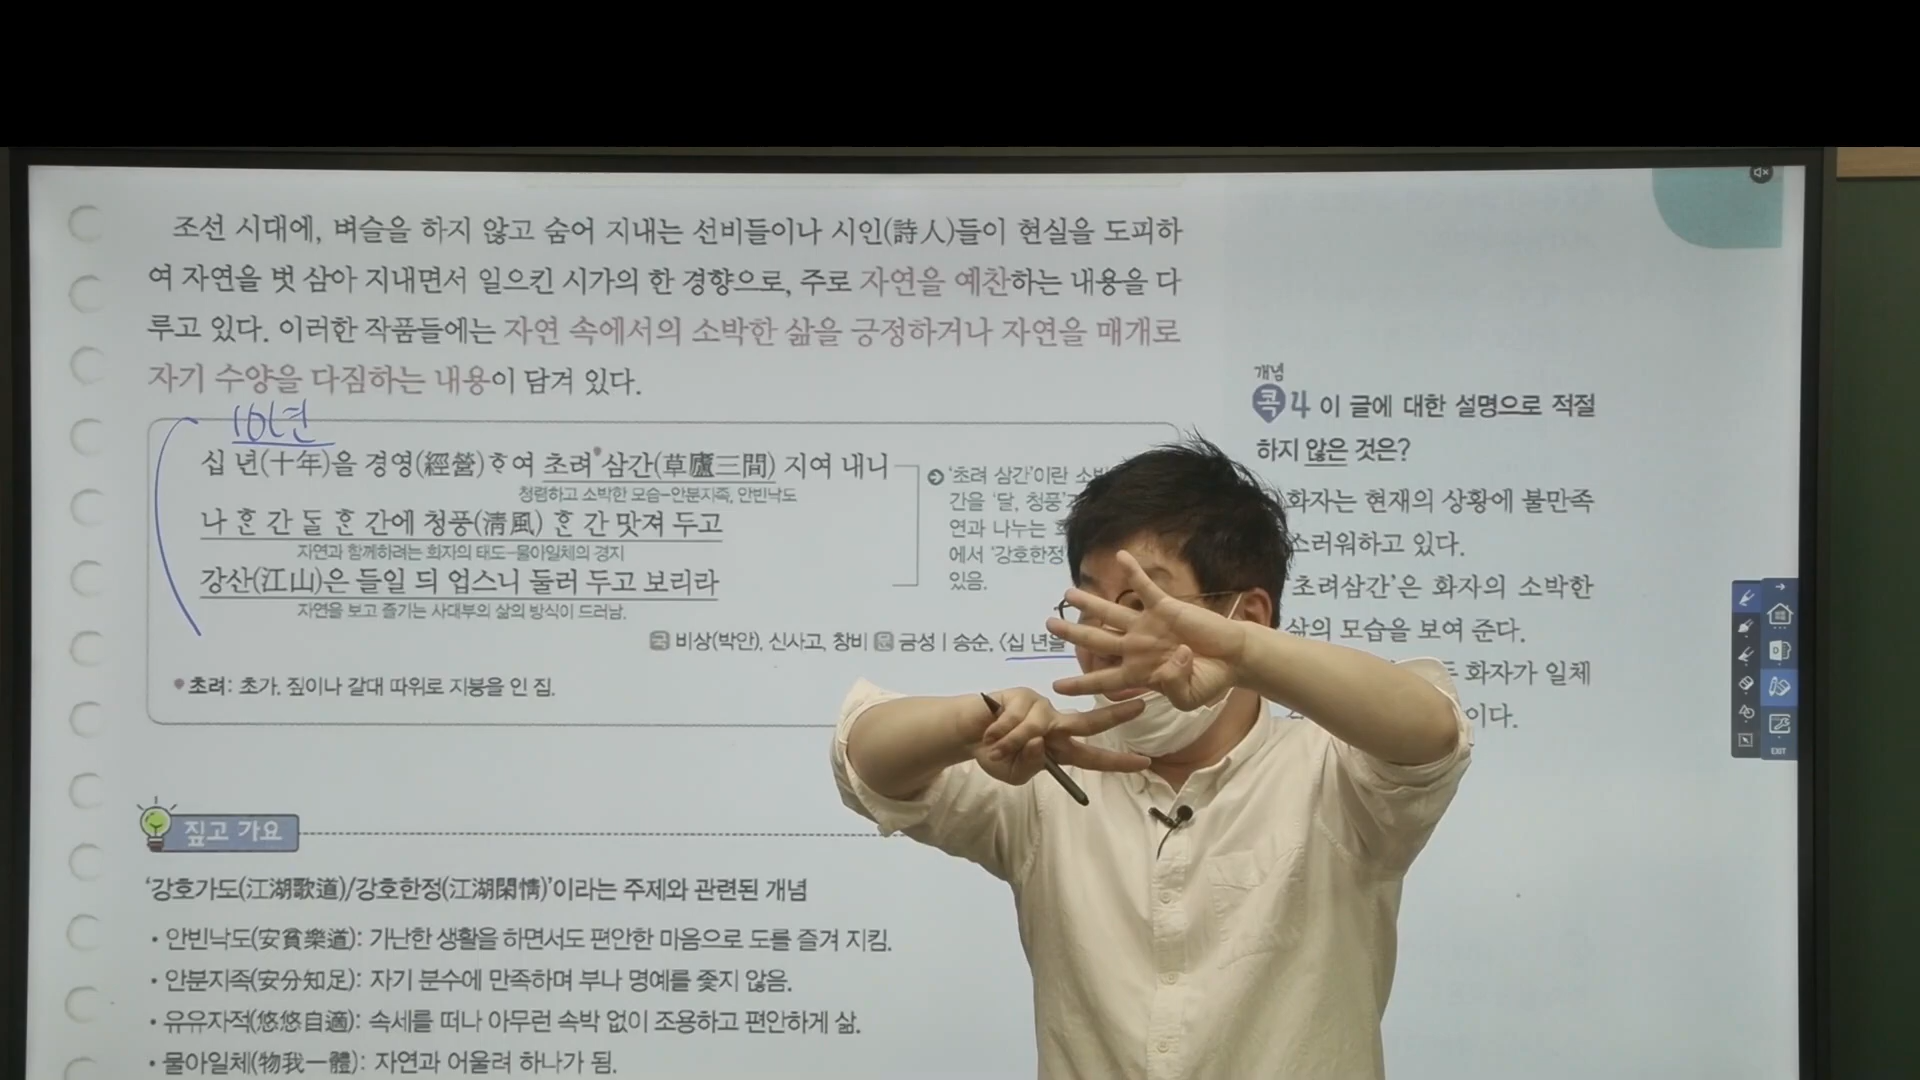 조선 시대에, 벼슬을 하지 않고 숨어 지내는 선비들이나 시인(詩人)들이 현실을 도피하
여 자연을 벗 삼아 지내면서 일으킨 시가의 한 경향으로, 주로 자연을 예찬하는 내용을 다
루고 있다. 이러한 작품들에는 자연 속에서의 소박한 삶을 긍정하거나 자연을 매개로
자기 수양을 다짐하는 내용이 담겨 있다.
10년
십 년(十年)을 경영(經營)ᄒᆞ여 초려 삼간(草廬三間) 지여 내니
청렴하고 소박한 모습-안분지족, 안빈낙도
나 ᄒᆞᆫ 간 ᄃᆞᆯ ᄒᆞᆫ 간에 청풍(清風) ᄒᆞᆫ 간 맛져 두고
자연과 함께하려는 화자의 태도-물아일체의 경지
강산(江山)은 들일 듸 업스니 둘러 두고 보리라
자연을 보고 즐기는 사대부의 삶의 방식이 드러남.
'초려 삼간'이란
간을 '달, 청풍'
연과 나누는
에서 '강호한정'
있음.
국 비상(박안), 신사고, 창비 문 금성 | 송순, 〈십 년을
초려: 초가. 짚이나 갈대 따위로 지붕을 인 집.
짚고 가요
'강호가도(江湖歌道)/강호한정(江湖閑情)'이라는 주제와 관련된 개념
• 안빈낙도(安貧樂道): 가난한 생활을 하면서도 편안한 마음으로 도를 즐겨 지킴.
• 안분지족(安分知足): 자기 분수에 만족하며 부나 명예를 좇지 않음.
• 유유자적(悠悠自適): 속세를 떠나 아무런 속박 없이 조용하고 편안하게 삶.
• 물아일체(物我一體): 자연과 어울려 하나가 됨.
개념
콕 4 이 글에 대한 설명으로 적절
하지 않은 것은?
화자는 현재의 상황에 불만족
스러워하고 있다.
'초려삼간'은 화자의 소박한
삶의 모습을 보여 준다.
화자가 일체
이다.
EXIT